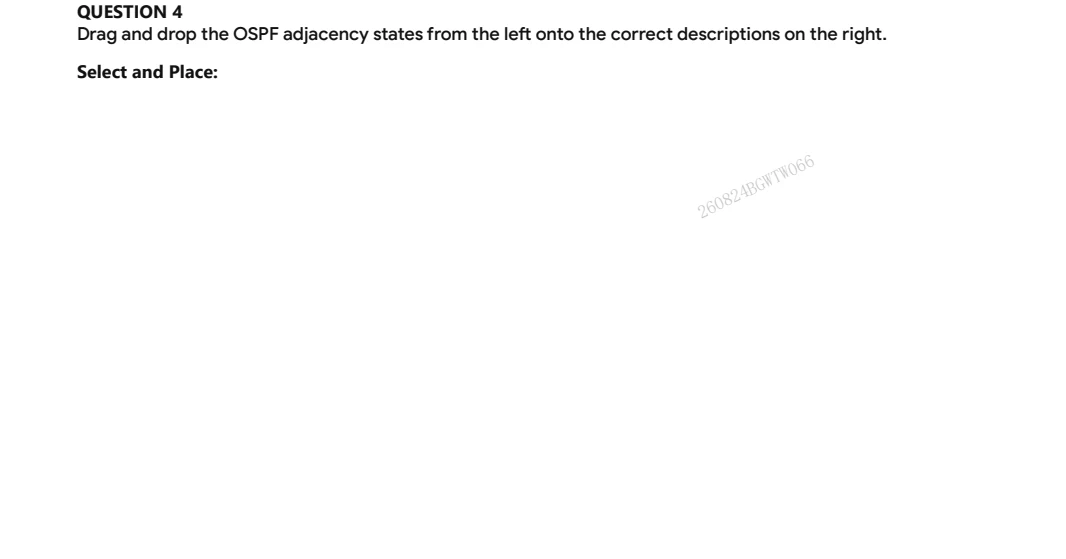 QUESTION 4
Drag and drop the OSPF adjacency states from the left onto the correct descriptions on the right.
Select and Place:
260824BGWTW066